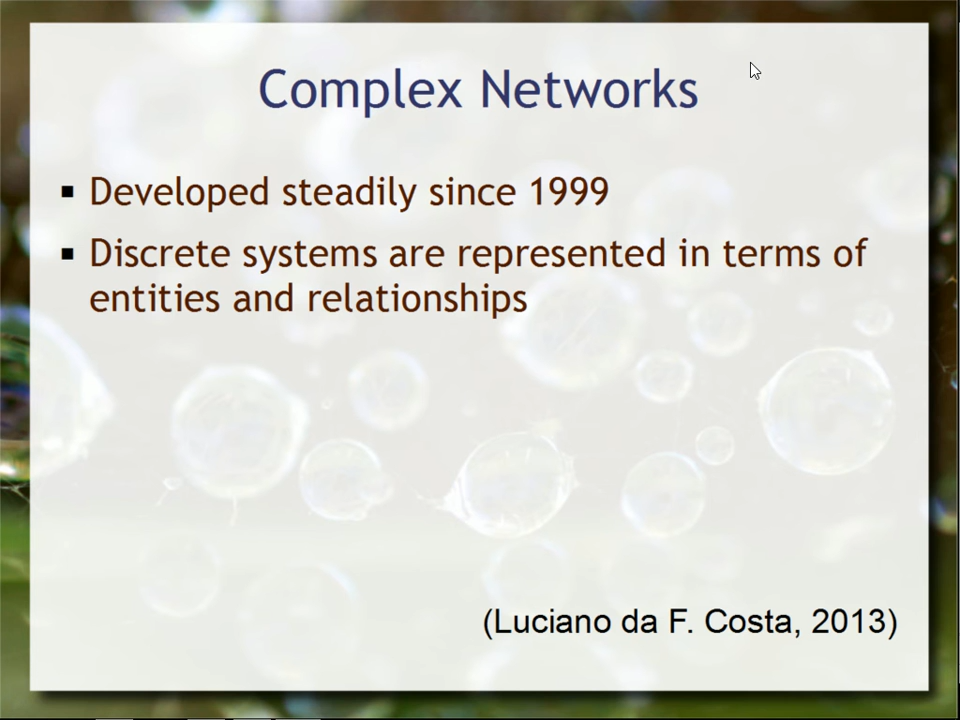 Complex Networks
▪ Developed steadily since 1999
▪ Discrete systems are represented in terms of
entities and relationships
(Luciano da F. Costa, 2013)